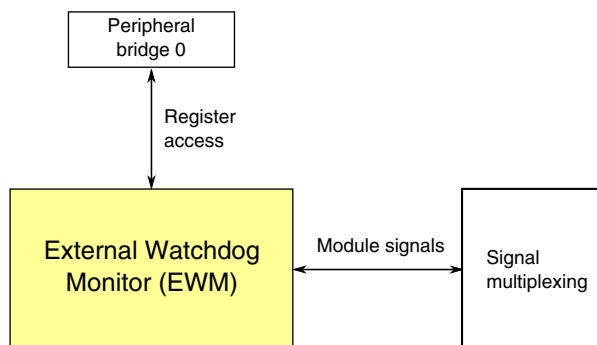 Peripheral
bridge 0
Register
access
External Watchdog
Monitor (EWM)
Module signals
Signal
multiplexing